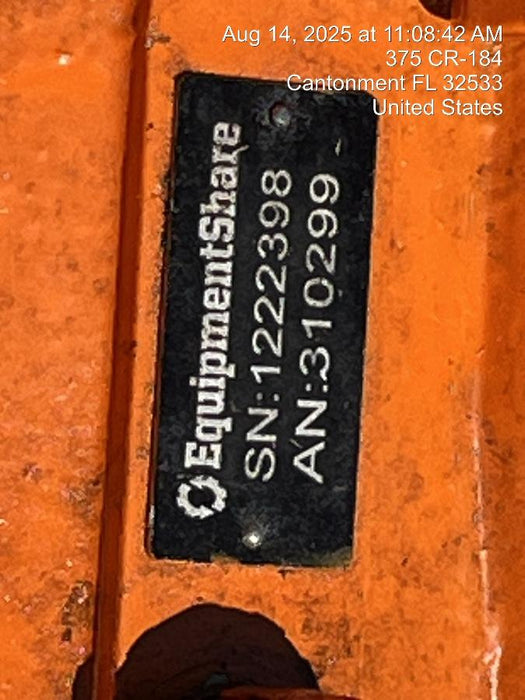 Aug 14, 2025 at 11:08:42 AM
375 CR-184
Cantonment FL 32533
United States
EquipmentShare
SN:1222398
AN:310299